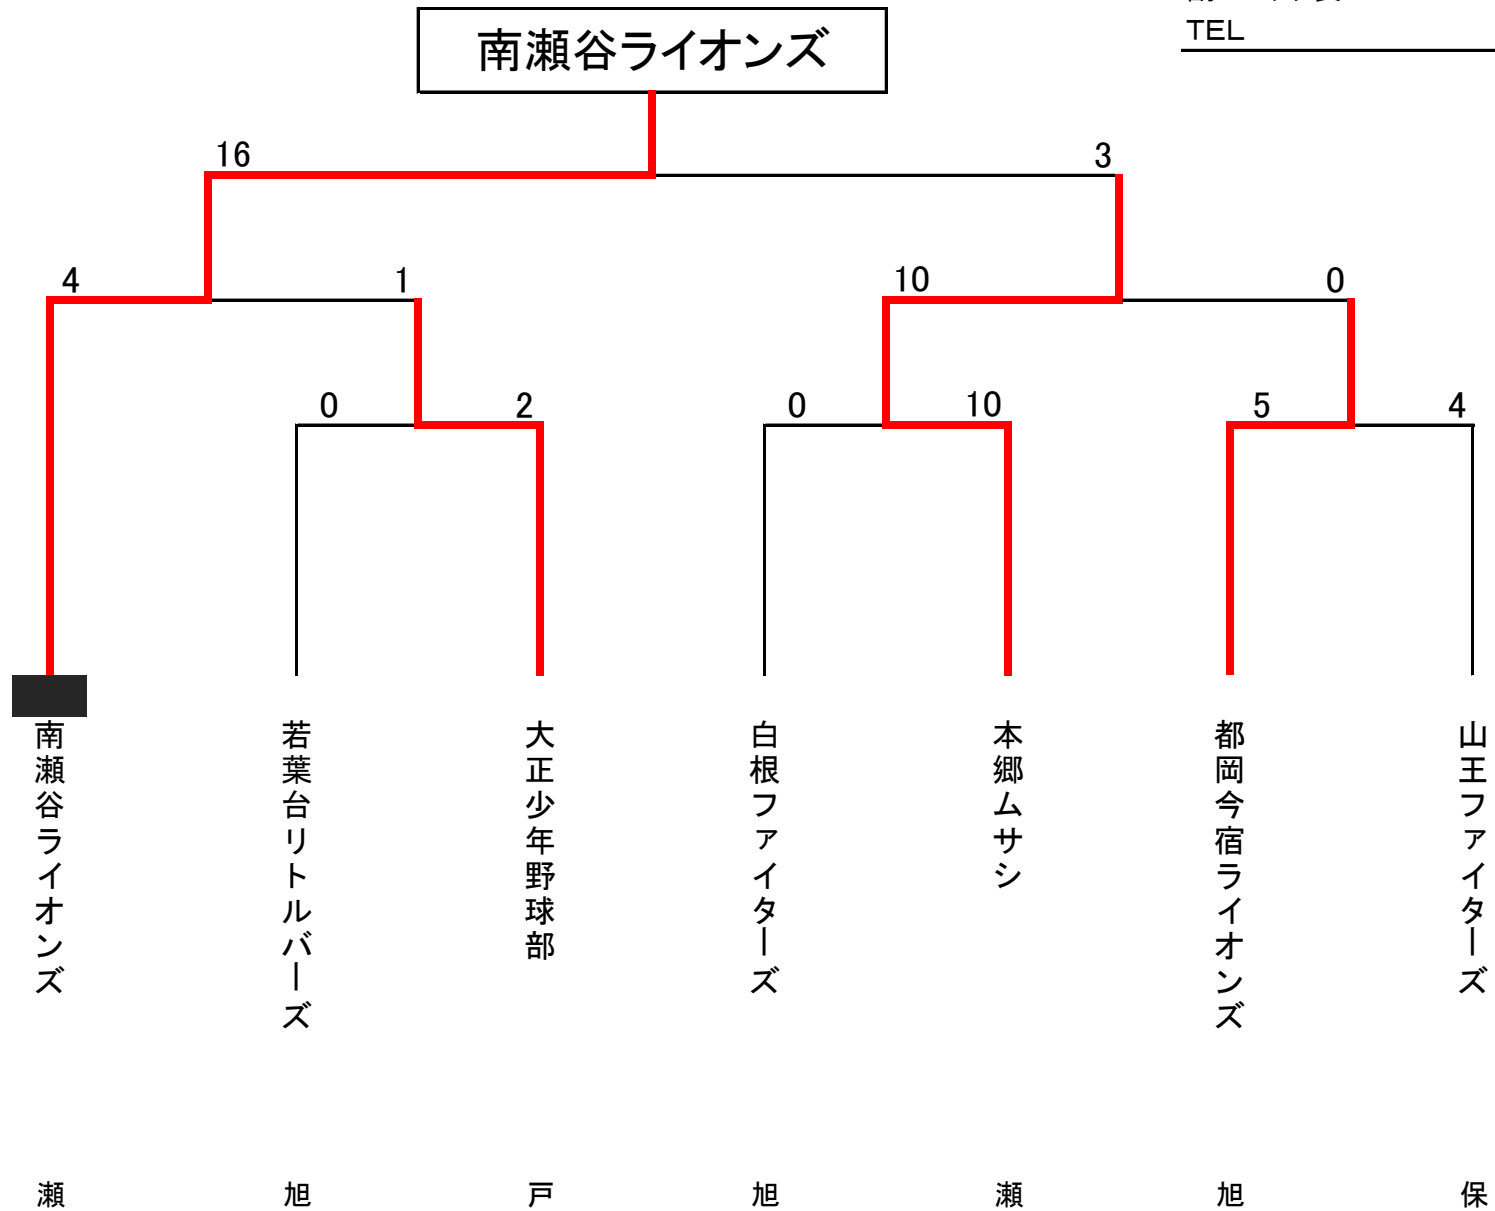 TEL
南瀬谷ライオンズ
16
3
4
1
10
0
0
2
0
10
5
4
南瀬谷ライオンズ
若葉台リトルバーズ
大正少年野球部
白根ファイターズ
本郷ムサシ
都岡今宿ライオンズ
山王ファイターズ
瀬
旭
戸
旭
瀬
旭
保